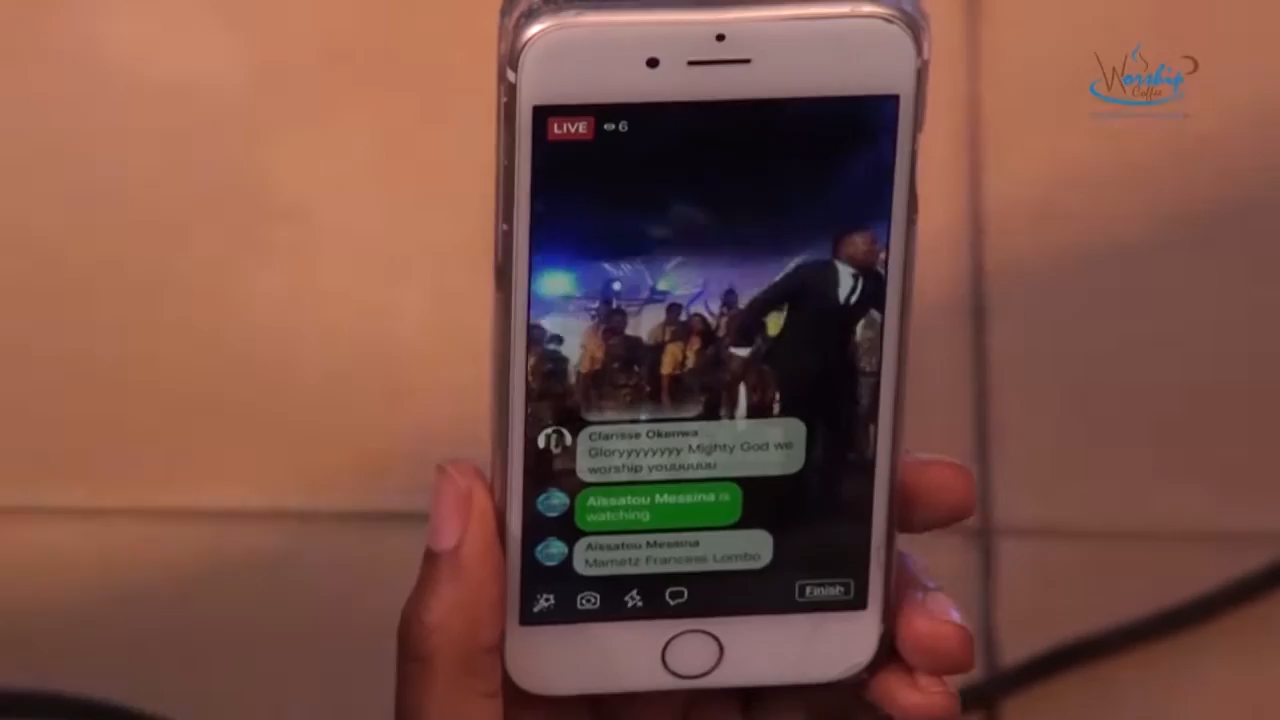 Worship
Coffee
LIVE 6
Clarisse Okenwa
Gloryyyyyyyy Mighty God we
worship youuuuuu
Aissatou Messina is
watching
Aissatou Messina
Mametz Francess Lombo
Finish